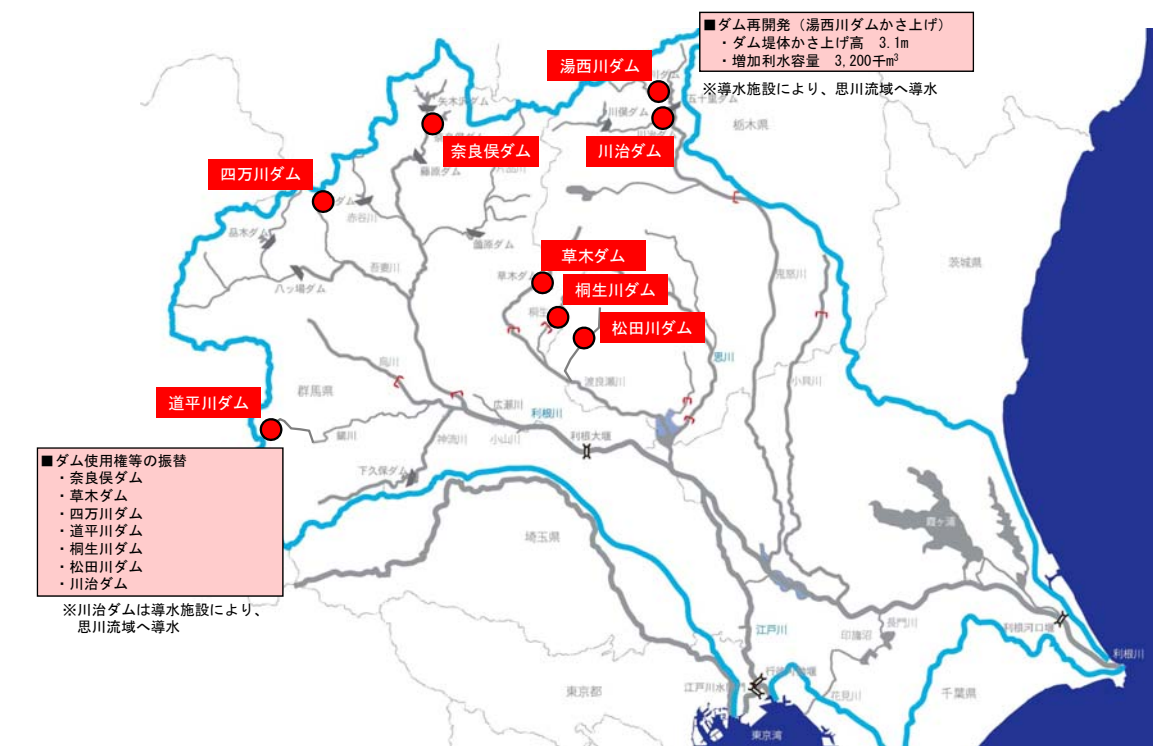 ■ダム再開発（湯西川ダムかさ上げ）
・ダム堤体かさ上げ高 3.1m
・増加利水容量 3,200千m³
※導水施設により、思川流域へ導水
湯西川ダム
川俣ダム
五十里ダム
栃木県
川治ダム
矢木沢ダム
奈良俣ダム
藤原ダム
四万川ダム
赤谷川
品木ダム
薗原ダム
吾妻川
八ッ場ダム
草木ダム
草木ダム
桐生川ダム
桐生
松田川ダム
鬼怒川
茨城県
思川
小貝川
烏川
渡良瀬川
群馬県
道平川ダム
広瀬川
利根川
鏑川
神流川
小山川
利根大堰
下久保ダム
■ダム使用権等の振替
・奈良俣ダム
・草木ダム
・四万川ダム
・道平川ダム
・桐生川ダム
・松田川ダム
・川治ダム
※川治ダムは導水施設により、
思川流域へ導水
埼玉県
霞ヶ浦
江戸川
印旛沼
長門川
利根河口堰
利根川
東京都
江戸川水
花見川
千葉県
東京湾